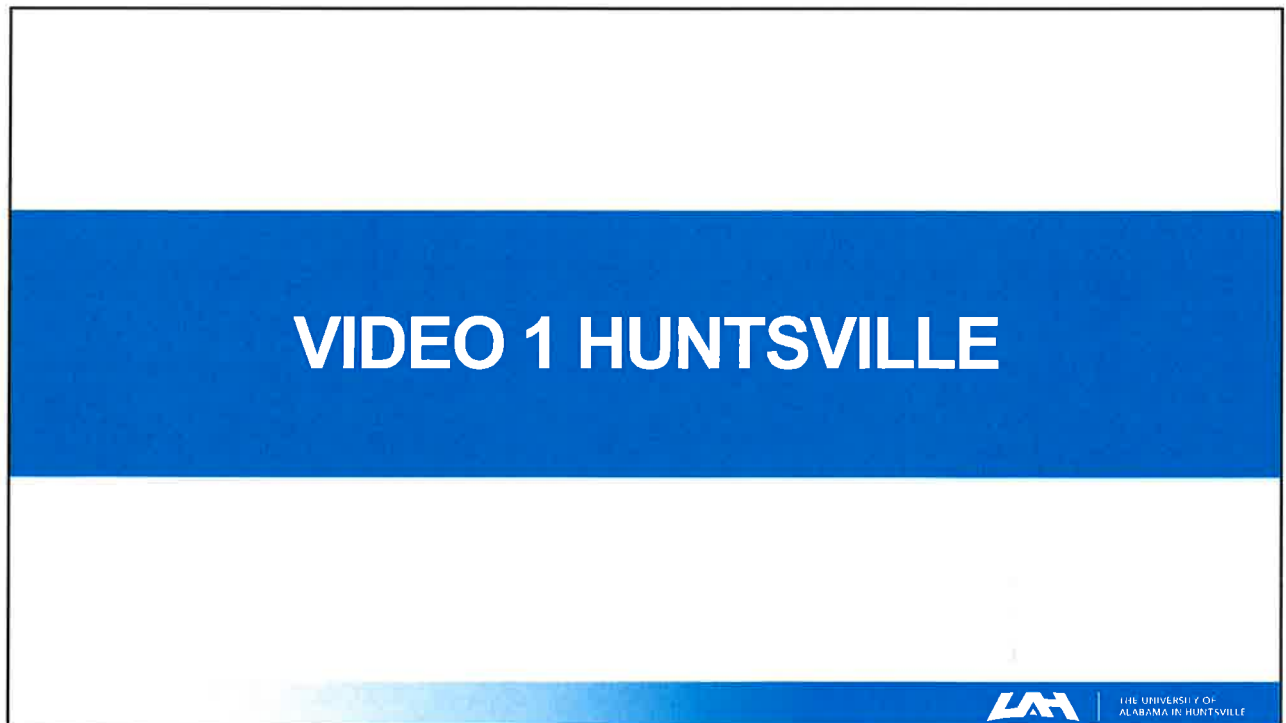 VIDEO 1 HUNTSVILLE
UAH
THE UNIVERSITY OF
ALABAMA IN HUNTSVILLE